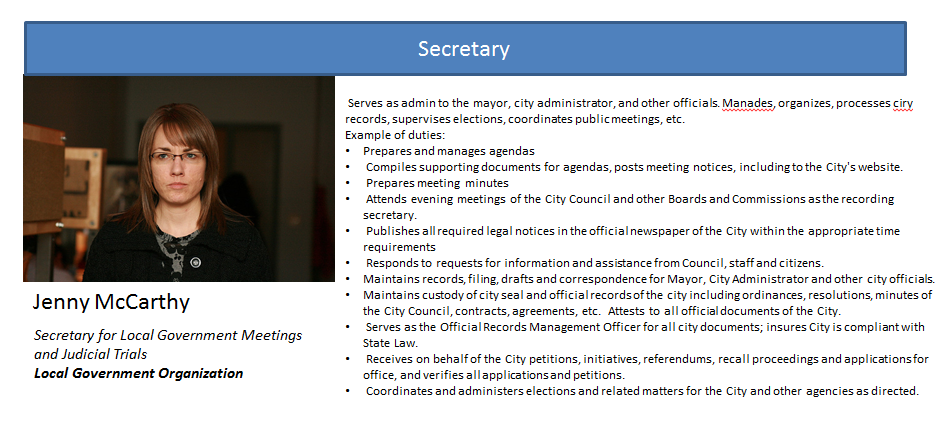 Secretary
Serves as admin to the mayor, city administrator, and other officials. Manades, organizes, processes ciry
records, supervises elections, coordinates public meetings, etc.
Example of duties:
• Prepares and manages agendas
• Compiles supporting documents for agendas, posts meeting notices, including to the City's website.
• Prepares meeting minutes
• Attends evening meetings of the City Council and other Boards and Commissions as the recording
secretary.
• Publishes all required legal notices in the official newspaper of the City within the appropriate time
requirements
• Responds to requests for information and assistance from Council, staff and citizens.
• Maintains records, filing, drafts and correspondence for Mayor, City Administrator and other city officials.
• Maintains custody of city seal and official records of the city including ordinances, resolutions, minutes of
the City Council, contracts, agreements, etc. Attests to all official documents of the City.
• Serves as the Official Records Management Officer for all city documents; insures City is compliant with
State Law.
• Receives on behalf of the City petitions, initiatives, referendums, recall proceedings and applications for
office, and verifies all applications and petitions.
• Coordinates and administers elections and related matters for the City and other agencies as directed.
Jenny McCarthy
Secretary for Local Government Meetings
and Judicial Trials
Local Government Organization